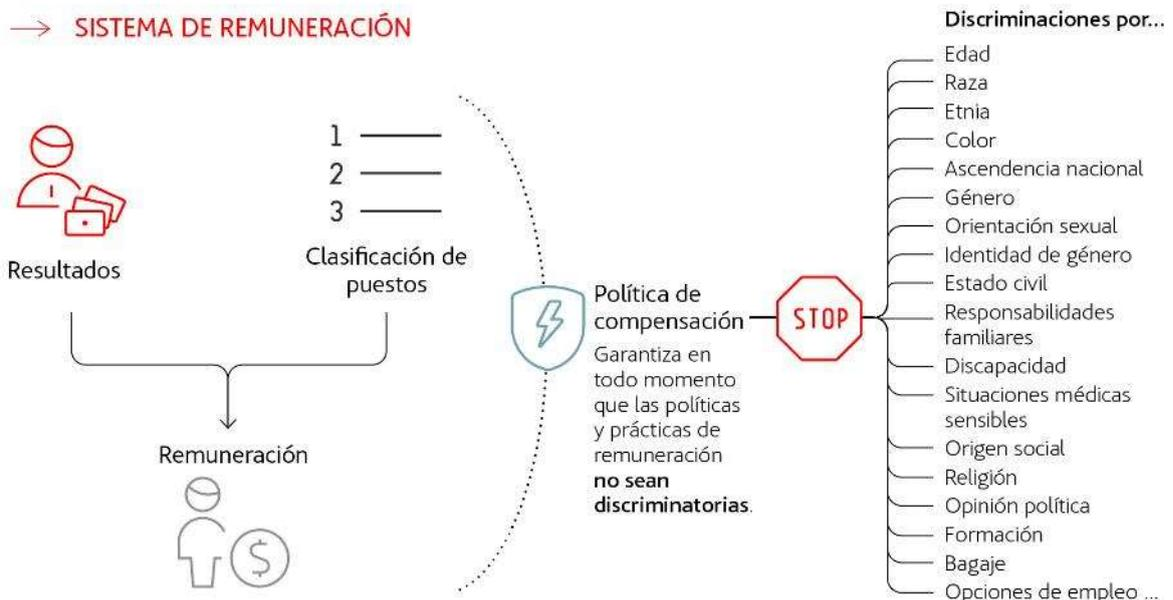 SISTEMA DE REMUNERACIÓN
Resultados
1
2
3
Clasificación de
puestos
Remuneración
$
Política de
compensación
Garantiza en
todo momento
que las políticas
y prácticas de
remuneración
no sean
discriminatorias.
STOP
Discriminaciones por...
Edad
Raza
Etnia
Color
Ascendencia nacional
Género
Orientación sexual
Identidad de género
Estado civil
Responsabilidades
familiares
Discapacidad
Situaciones médicas
sensibles
Origen social
Religión
Opinión política
Formación
Bagaje
Opciones de empleo ...